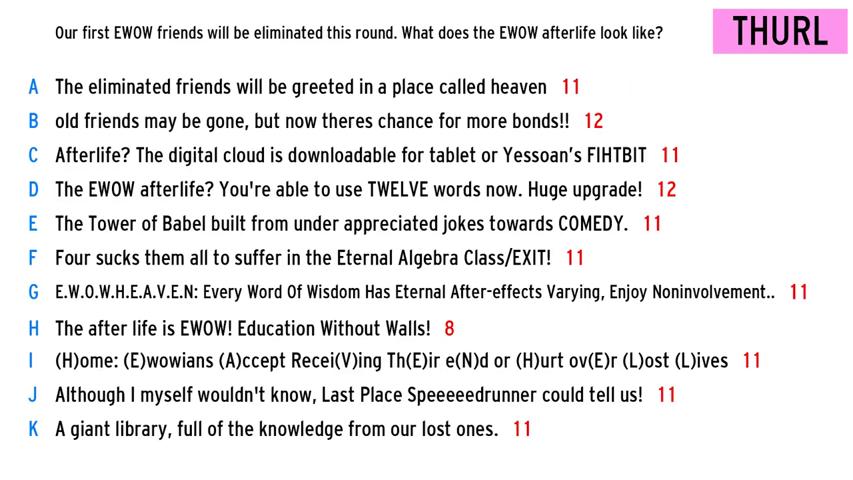 Our first EWOW friends will be eliminated this round. What does the EWOW afterlife look like?
THURL
A The eliminated friends will be greeted in a place called heaven 11
B old friends may be gone, but now theres chance for more bonds!! 12
C Afterlife? The digital cloud is downloadable for tablet or Yessoan's FIHTBIT 11
D The EWOW afterlife? You're able to use TWELVE words now. Huge upgrade! 12
E The Tower of Babel built from under appreciated jokes towards COMEDY. 11
F Four sucks them all to suffer in the Eternal Algebra Class/EXIT! 11
G E.W.O.W.H.E.A.V.E.N: Every Word Of Wisdom Has Eternal After-effects Varying, Enjoy Noninvolvement.. 11
H The after life is EWOW! Education Without Walls! 8
I (H)ome: (E)wowians (A)ccept Recei(V)ing Th(E)ir e(N)d or (H)urt ov(E)r (L)ost (L)ives 11
J Although I myself wouldn't know, Last Place Speeeeedrunner could tell us! 11
K A giant library, full of the knowledge from our lost ones. 11